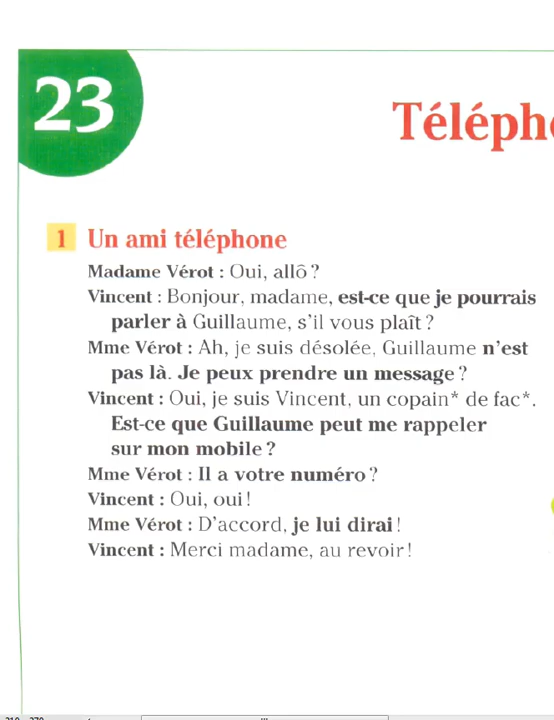 23
Téléph
1 Un ami téléphone
Madame Vérot : Oui, allô ?
Vincent : Bonjour, madame, est-ce que je pourrais
parler à Guillaume, s'il vous plaît ?
Mme Vérot : Ah, je suis désolée, Guillaume n'est
pas là. Je peux prendre un message ?
Vincent : Oui, je suis Vincent, un copain* de fac*.
Est-ce que Guillaume peut me rappeler
sur mon mobile ?
Mme Vérot : Il a votre numéro ?
Vincent : Oui, oui !
Mme Vérot : D'accord, je lui dirai !
Vincent : Merci madame, au revoir !